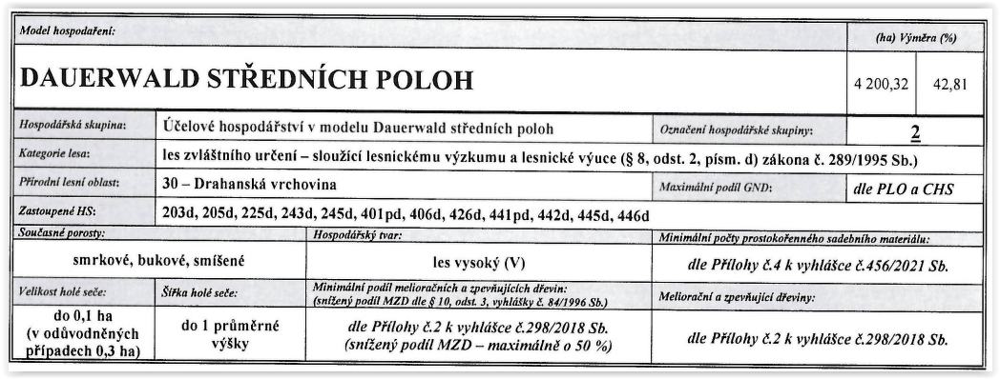 Model hospodaření:
(ha) Výměra (%)
DAUERWALD STŘEDNÍCH POLOH
4 200,32
42,81
Hospodářská skupina:
Účelové hospodářství v modelu Dauerwald středních poloh
Označení hospodářské skupiny:
2
Kategorie lesa:
les zvláštního určení – sloužící lesnickému výzkumu a lesnické výuce (§ 8, odst. 2, písm. d) zákona č. 289/1995 Sb.)
Přírodní lesní oblast:
30 – Drahanská vrchovina
Maximální podíl GND:
dle PLO a CHS
Zastoupené HS:
203d, 205d, 225d, 243d, 245d, 401pd, 406d, 426d, 441pd, 442d, 445d, 446d
Současné porosty:
Hospodářský tvar:
Minimální počty prostokořenného sadebního materiálu:
smrkové, bukové, smíšené
les vysoký (V)
dle Přílohy č.4 k vyhlášce č.456/2021 Sb.
Velikost holé seče:
Šířka holé seče:
Minimální podíl melioračních a zpevňujících dřevin:
(snížený podíl MZD dle § 10, odst. 3, vyhlášky č. 84/1996 Sb.)
Meliorační a zpevňující dřeviny:
do 0,1 ha
(v odůvodněných
případech 0,3 ha)
do 1 průměrné
výšky
dle Přílohy č.2 k vyhlášce č.298/2018 Sb.
(snížený podíl MZD – maximálně o 50 %)
dle Přílohy č.2 k vyhlášce č.298/2018 Sb.